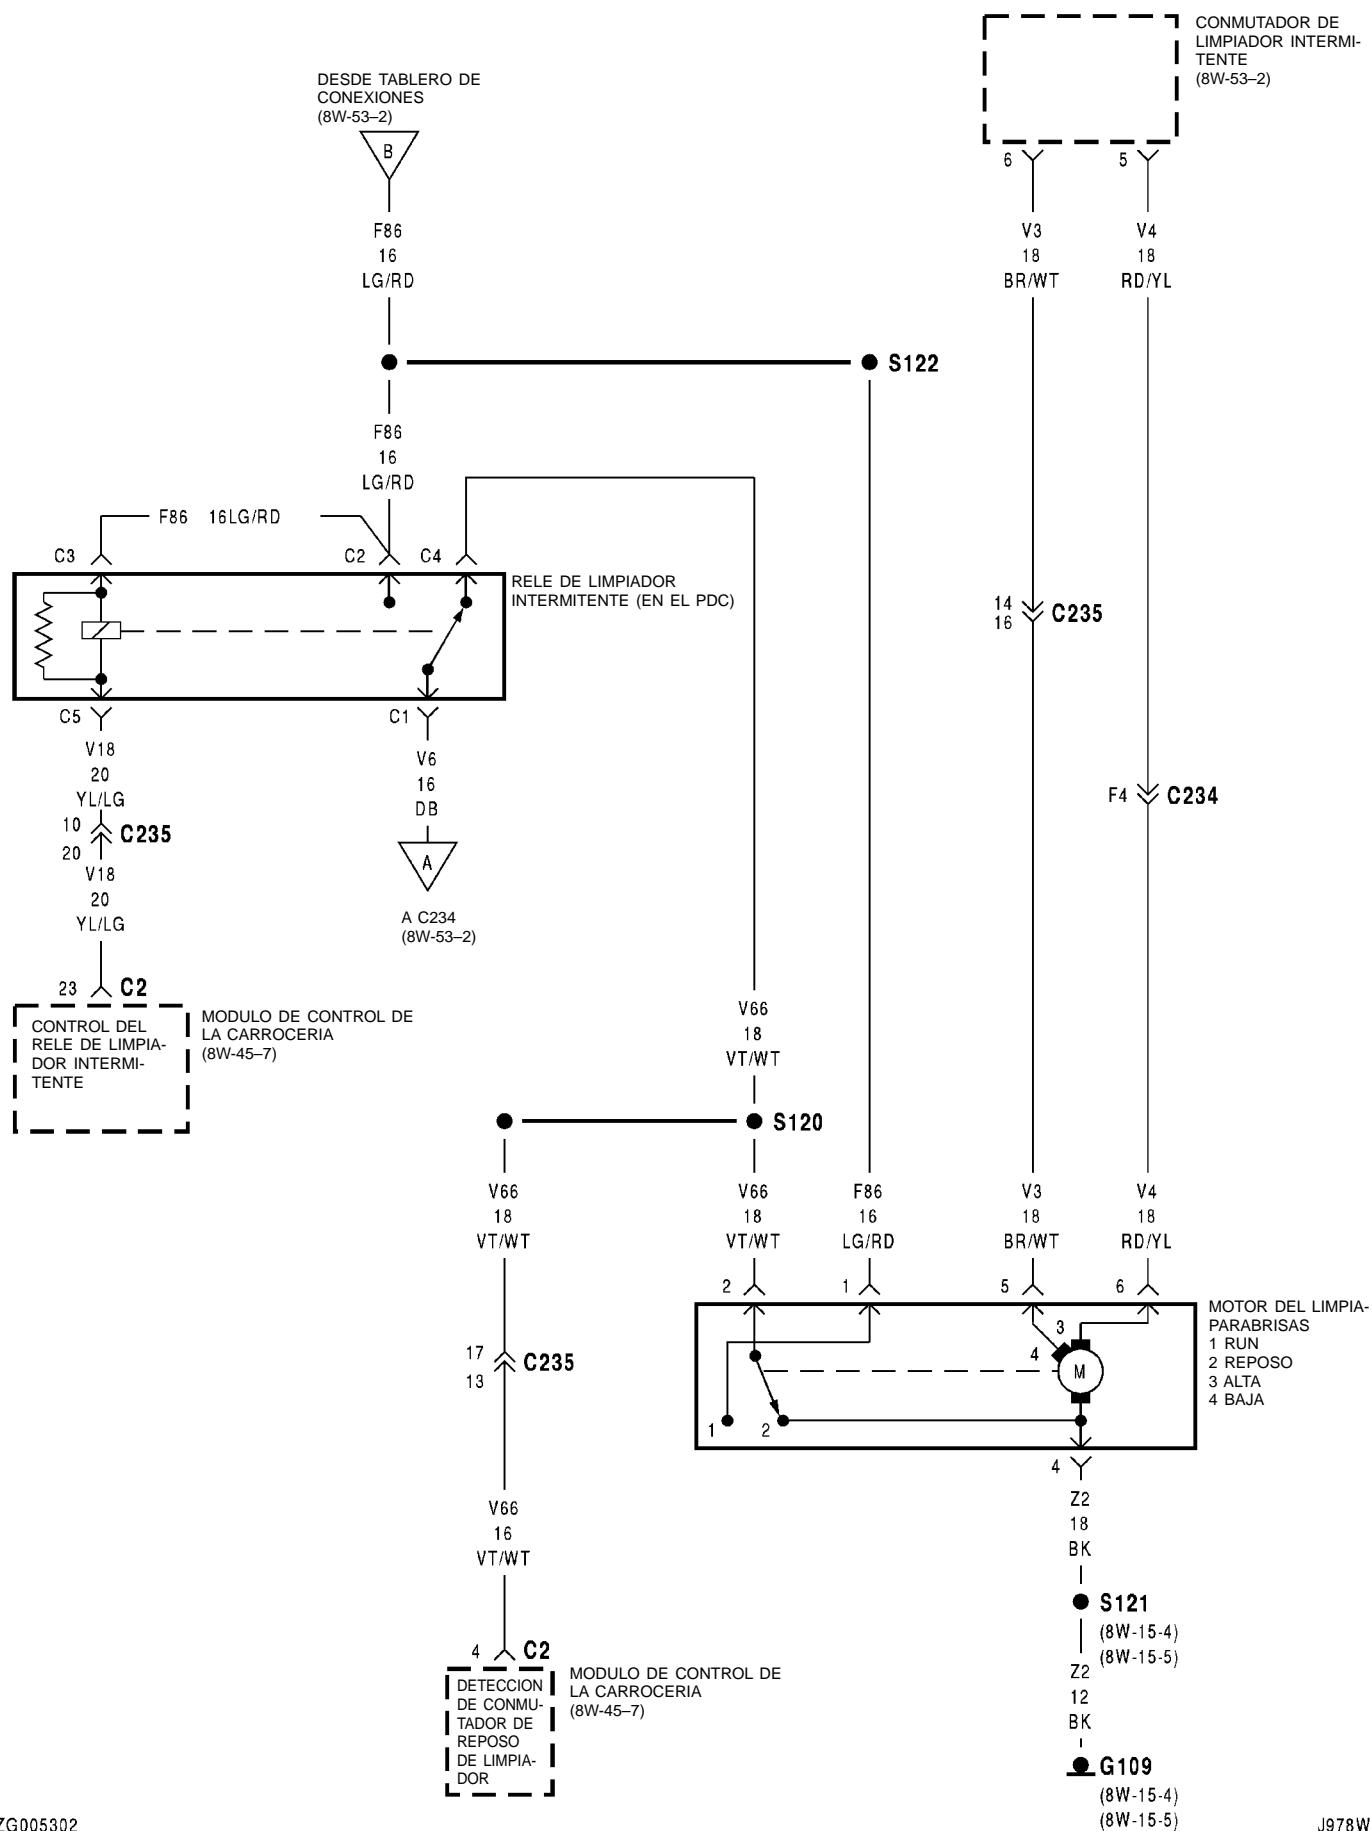 CONMUTADOR DE
LIMPIADOR INTERMI-
TENTE
(8W-53–2)
DESDE TABLERO DE
CONEXIONES
(8W-53–2)
B
6
5
F86
16
LG/RD
V3
18
BR/WT
V4
18
RD/YL
S122
F86
16
LG/RD
F86 16LG/RD
C3
C2
C4
RELE DE LIMPIADOR
INTERMITENTE (EN EL PDC)
14
16
C235
C5
C1
V18
20
YL/LG
V6
16
DB
10
20
C235
F4
C234
V18
20
YL/LG
A
A C234
(8W-53–2)
23
C2
CONTROL DEL
RELE DE LIMPIA-
DOR INTERMI-
TENTE
MODULO DE CONTROL DE
LA CARROCERIA
(8W-45–7)
V66
18
VT/WT
S120
V66
18
VT/WT
V66
18
VT/WT
F86
16
LG/RD
V3
18
BR/WT
V4
18
RD/YL
2
1
5
6
MOTOR DEL LIMPIA-
PARABRISAS
1 RUN
2 REPOSO
3 ALTA
4 BAJA
3
4
M
1
2
17
13
C235
4
V66
16
VT/WT
Z2
18
BK
S121
(8W-15-4)
(8W-15-5)
4
C2
DETECCION
DE CONMU-
TADOR DE
REPOSO
DE LIMPIA-
DOR
MODULO DE CONTROL DE
LA CARROCERIA
(8W-45–7)
Z2
12
BK
G109
(8W-15-4)
(8W-15-5)
ZG005302
J978W